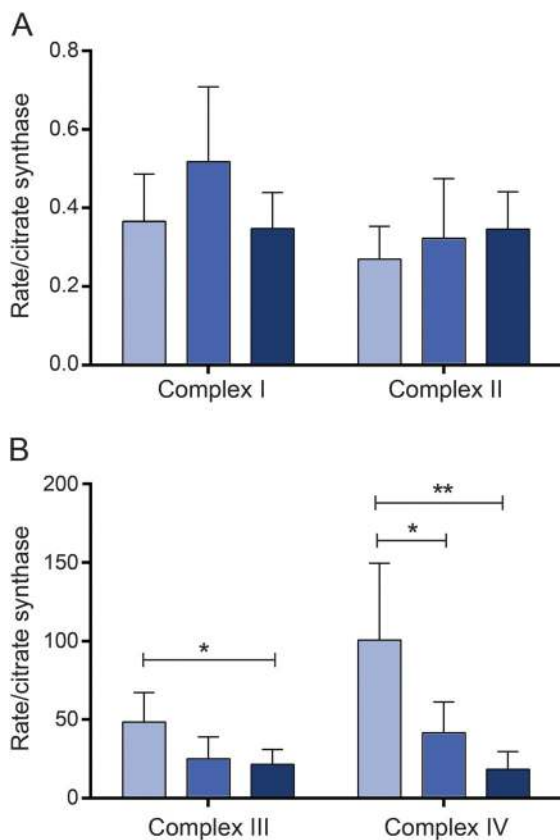 A
Rate/citrate synthase
0.8
0.6
0.4
0.2
0.0
Complex I Complex II
B
Rate/citrate synthase
200
150
100
50
0
**
*
*
Complex III Complex IV